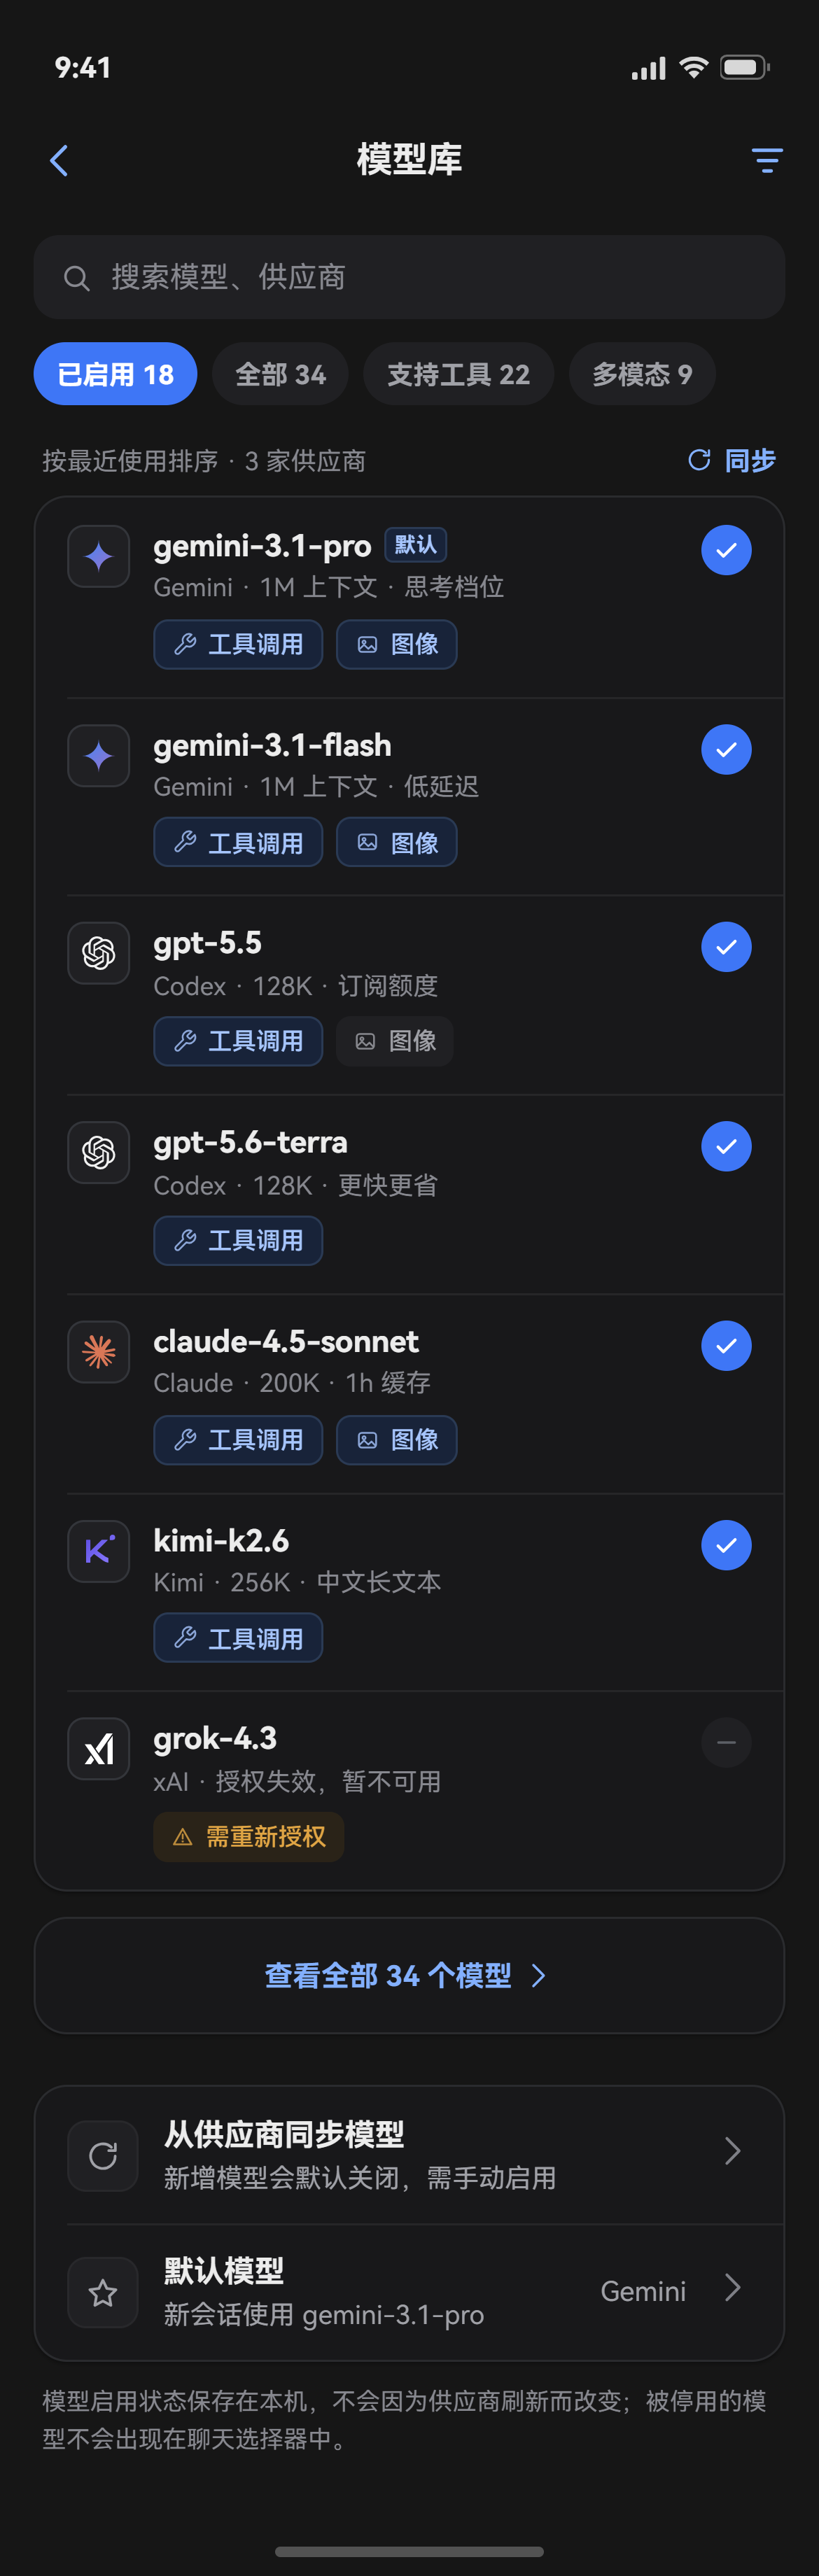 9:41
模型库
搜索模型、供应商
已启用 18
全部 34
支持工具 22
多模态 9
按最近使用排序 · 3 家供应商
同步
gemini-3.1-pro 默认
Gemini · 1M 上下文 · 思考档位
工具调用 图像
gemini-3.1-flash
Gemini · 1M 上下文 · 低延迟
工具调用 图像
gpt-5.5
Codex · 128K · 订阅额度
工具调用 图像
gpt-5.6-terra
Codex · 128K · 更快更省
工具调用
claude-4.5-sonnet
Claude · 200K · 1h 缓存
工具调用 图像
kimi-k2.6
Kimi · 256K · 中文长文本
工具调用
grok-4.3
xAI · 授权失效，暂不可用
需重新授权
查看全部 34 个模型
从供应商同步模型
新增模型会默认关闭，需手动启用
默认模型
新会话使用 gemini-3.1-pro
Gemini
模型启用状态保存在本机，不会因为供应商刷新而改变；被停用的模
型不会出现在聊天选择器中。